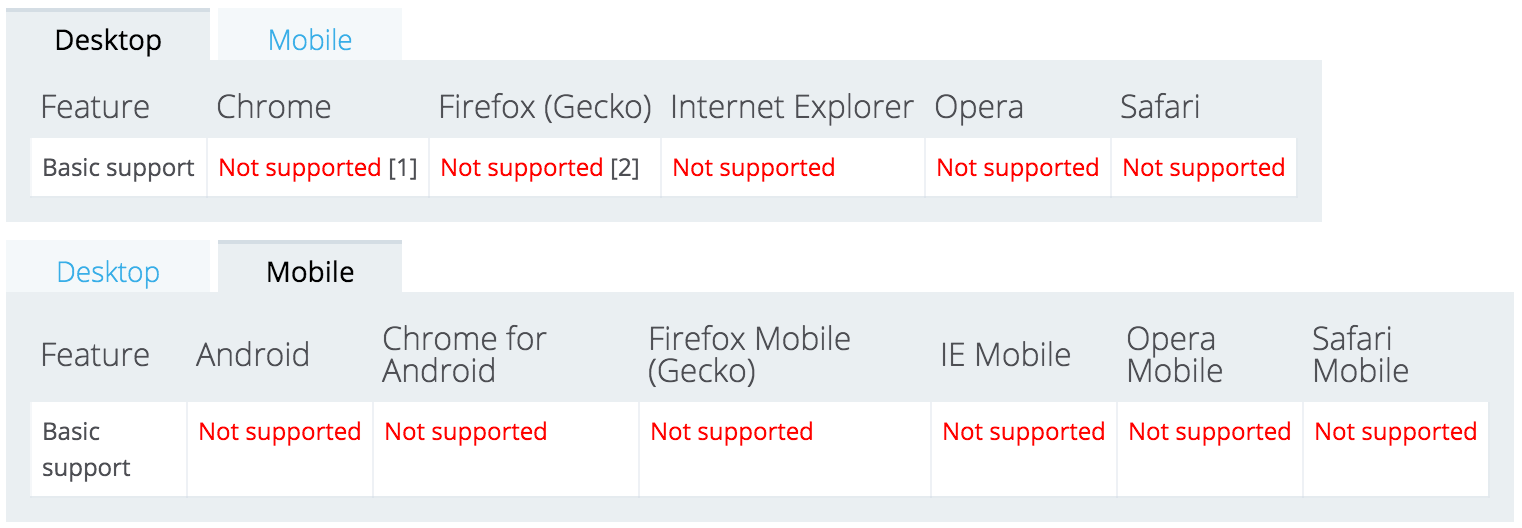 Desktop Mobile
Feature Chrome Firefox (Gecko) Internet Explorer Opera Safari
Basic support Not supported [1] Not supported [2] Not supported Not supported Not supported
Desktop Mobile
Feature Android Chrome for Android Firefox Mobile (Gecko) IE Mobile Opera Mobile Safari Mobile
Basic support Not supported Not supported Not supported Not supported Not supported Not supported